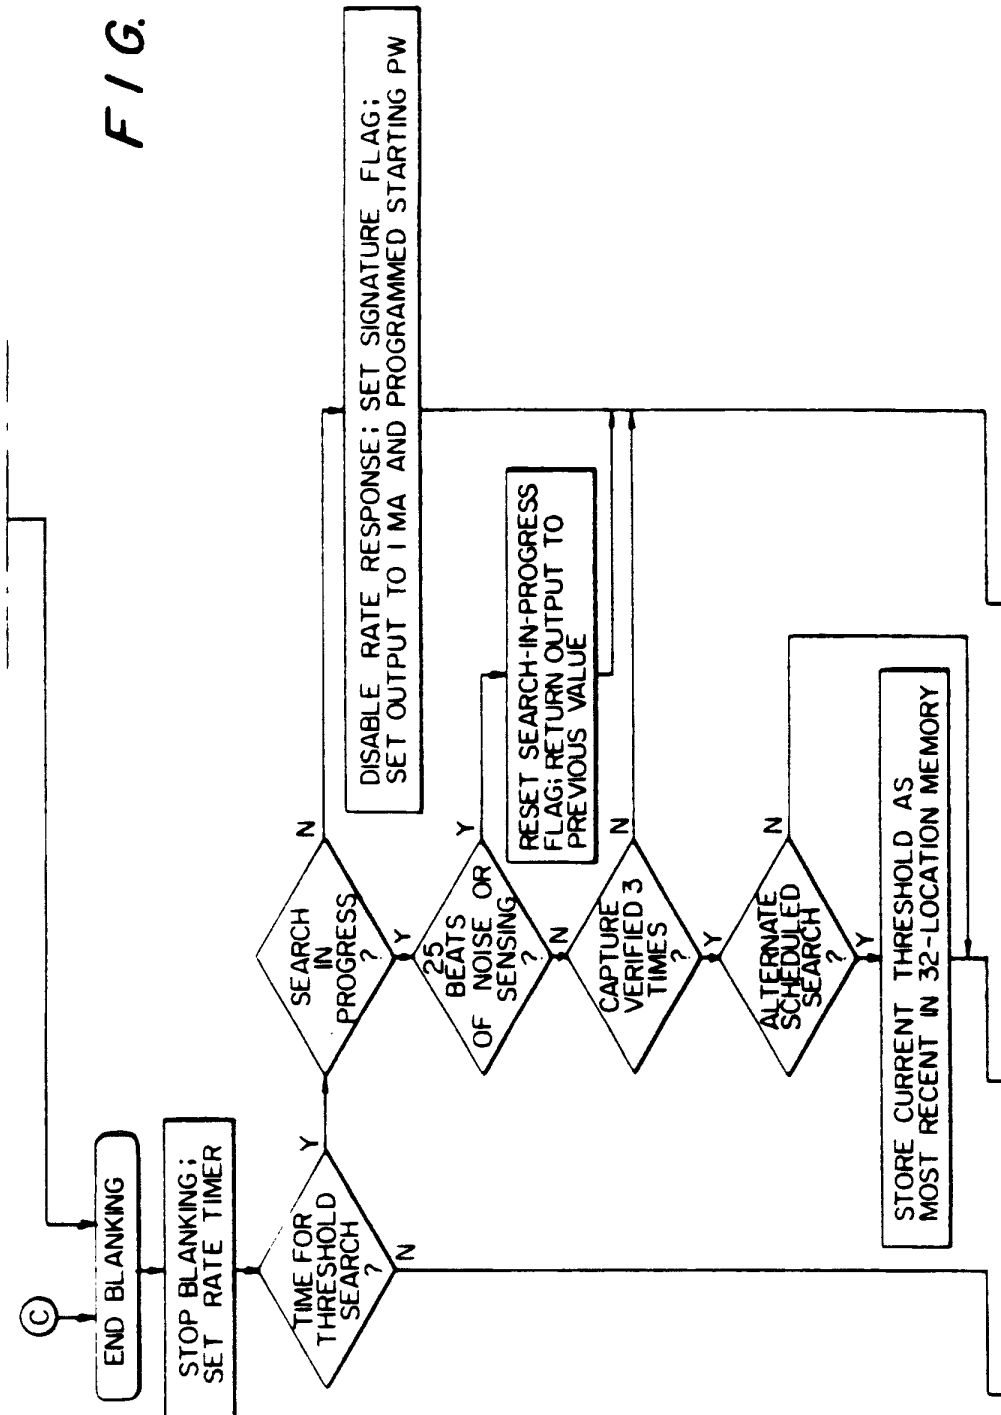 F I G.
C
END BLANKING
STOP BLANKING;
SET RATE TIMER
TIME FOR
THRESHOLD
SEARCH
?
Y
N
SEARCH
IN
PROGRESS
?
N
Y
DISABLE RATE RESPONSE; SET SIGNATURE FLAG;
SET OUTPUT TO 1 MA AND PROGRAMMED STARTING PW
25
BEATS
OF NOISE OR
SENSING
?
Y
N
RESET SEARCH-IN-PROGRESS
FLAG; RETURN OUTPUT TO
PREVIOUS VALUE
CAPTURE
VERIFIED 3
TIMES
?
N
Y
ALTERNATE
SCHEDULED
SEARCH
?
N
Y
STORE CURRENT THRESHOLD AS
MOST RECENT IN 32-LOCATION MEMORY